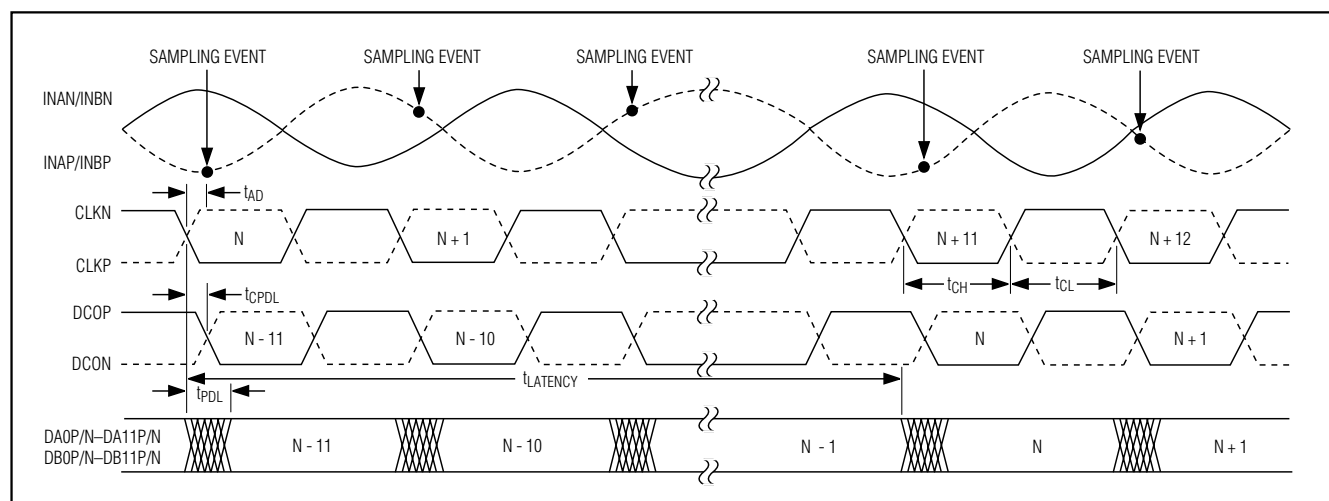 SAMPLING EVENT SAMPLING EVENT SAMPLING EVENT SAMPLING EVENT SAMPLING EVENT
INAN/INBN
INAP/INBP
tAD
CLKN
N N + 1 N + 11 N + 12
CLKP
tCH tCL
tCPDL
DCOP
N - 11 N - 10 N N + 1
DCON
tLATENCY
tPDL
DA0P/N–DA11P/N
DB0P/N–DB11P/N
N - 11 N - 10 N - 1 N N + 1